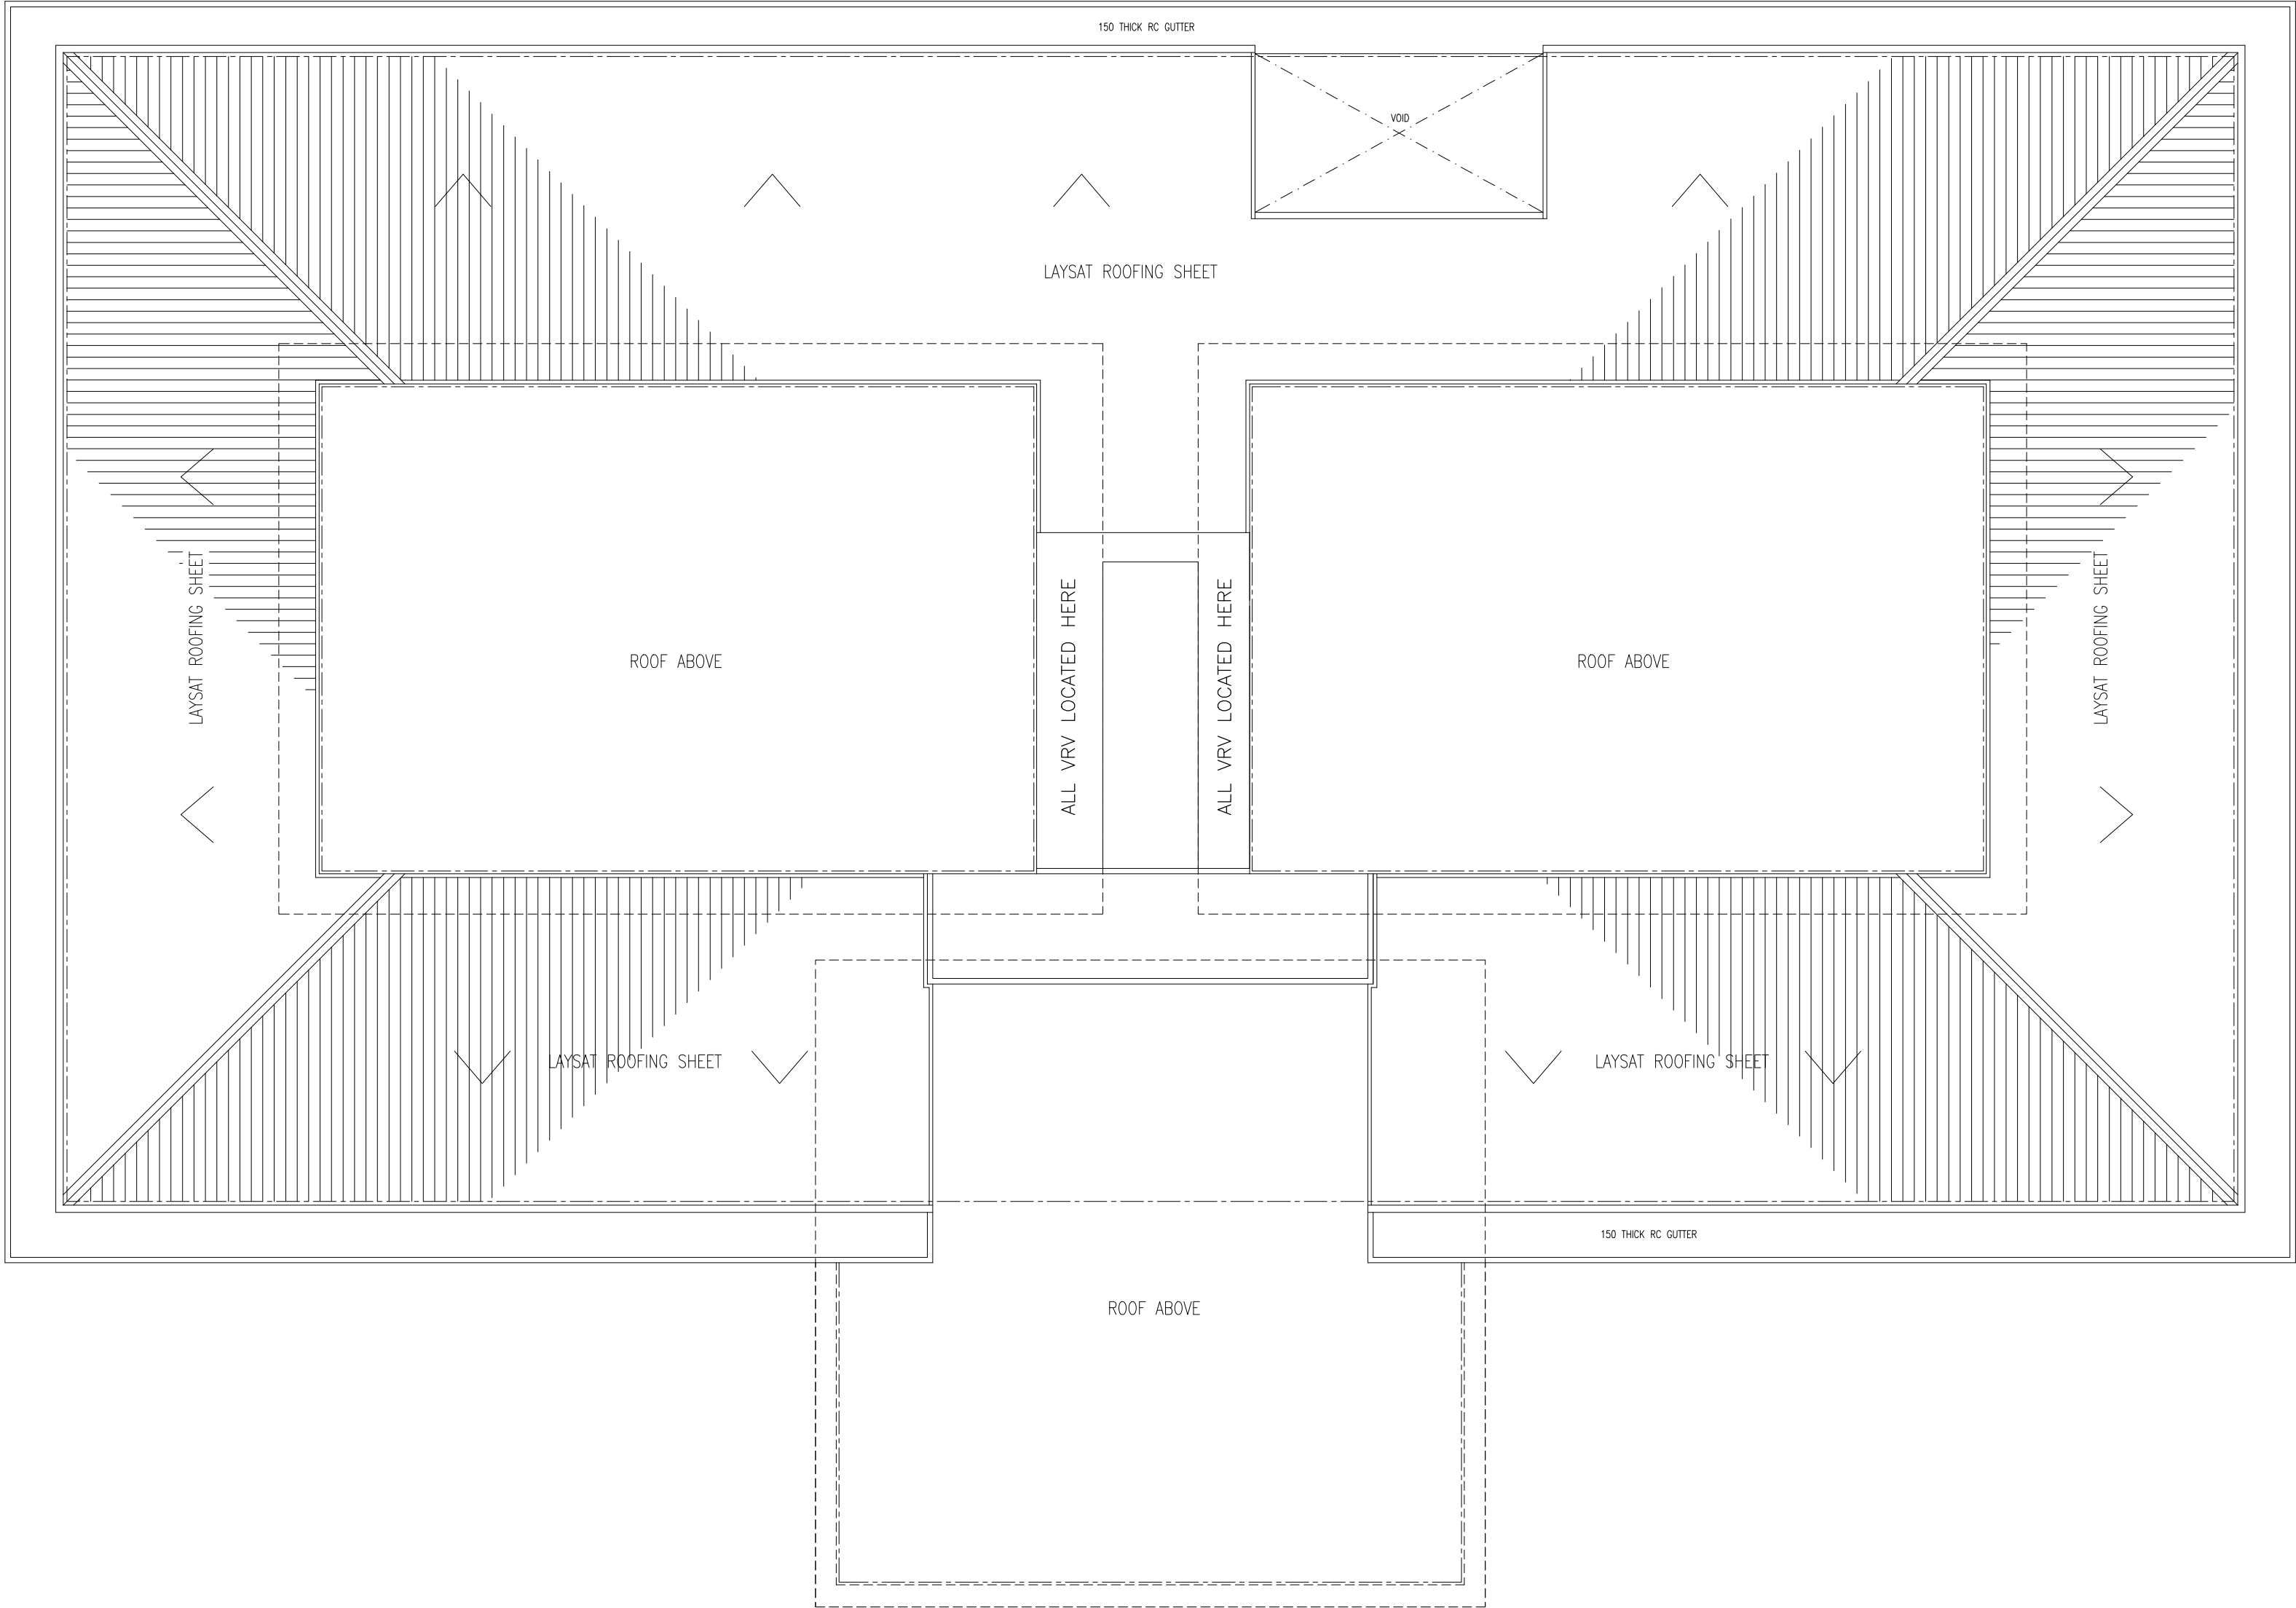 150 THICK RC GUTTER
VOID
LAYSAT ROOFING SHEET
LAYSAT ROOFING SHEET
ROOF ABOVE
ALL VRV LOCATED HERE
ALL VRV LOCATED HERE
ROOF ABOVE
LAYSAT ROOFING SHEET
LAYSAT ROOFING SHEET
LAYSAT ROOFING SHEET
150 THICK RC GUTTER
ROOF ABOVE